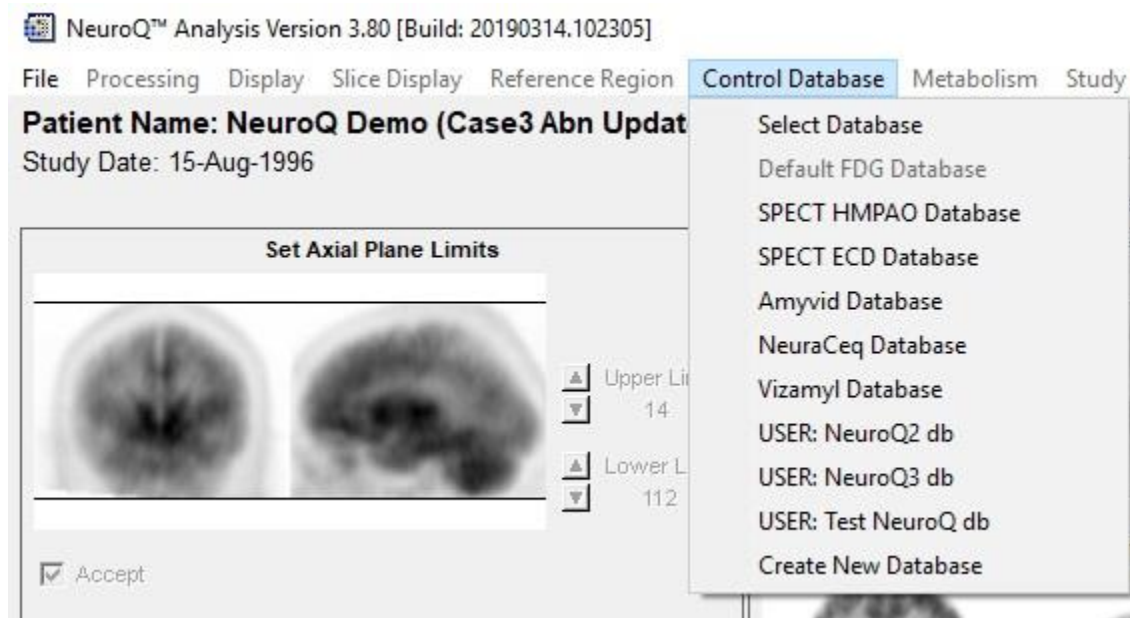 NeuroQ™ Analysis Version 3.80 [Build: 20190314.102305]
File Processing Display Slice Display Reference Region Control Database Metabolism Study
Patient Name: NeuroQ Demo (Case3 Abn Updat
Study Date: 15-Aug-1996
Set Axial Plane Limits
Upper Li
14
Lower L
112
Accept
Select Database
Default FDG Database
SPECT HMPAO Database
SPECT ECD Database
Amyvid Database
NeuraCeq Database
Vizamyl Database
USER: NeuroQ2 db
USER: NeuroQ3 db
USER: Test NeuroQ db
Create New Database